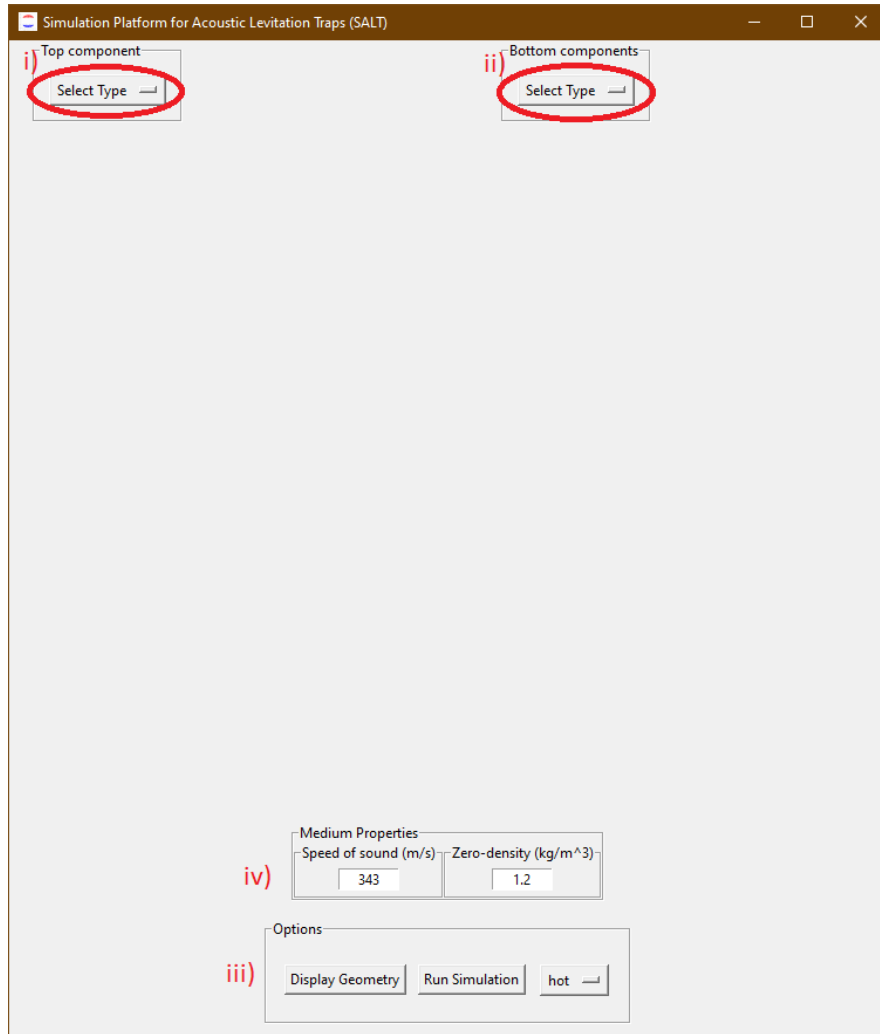 Simulation Platform for Acoustic Levitation Traps (SALT)
i) Top component
Select Type
ii) Bottom components
Select Type
Medium Properties
Speed of sound (m/s) Zero-density (kg/m^3)
iv) 343 1.2
Options
iii) Display Geometry Run Simulation hot